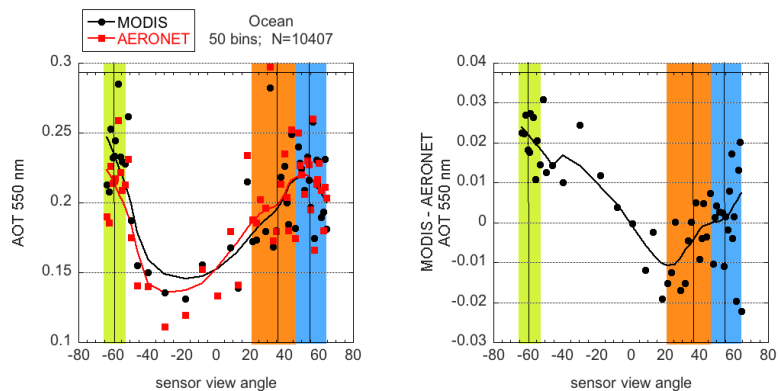 MODIS
AERONET
Ocean
50 bins; N=10407
0.3
0.25
0.2
0.15
0.1
AOT 550 nm
-80 -60 -40 -20 0 20 40 60 80
sensor view angle
0.04
0.03
0.02
0.01
0
-0.01
-0.02
-0.03
MODIS - AERONET
AOT 550 nm
-80 -60 -40 -20 0 20 40 60 80
sensor view angle